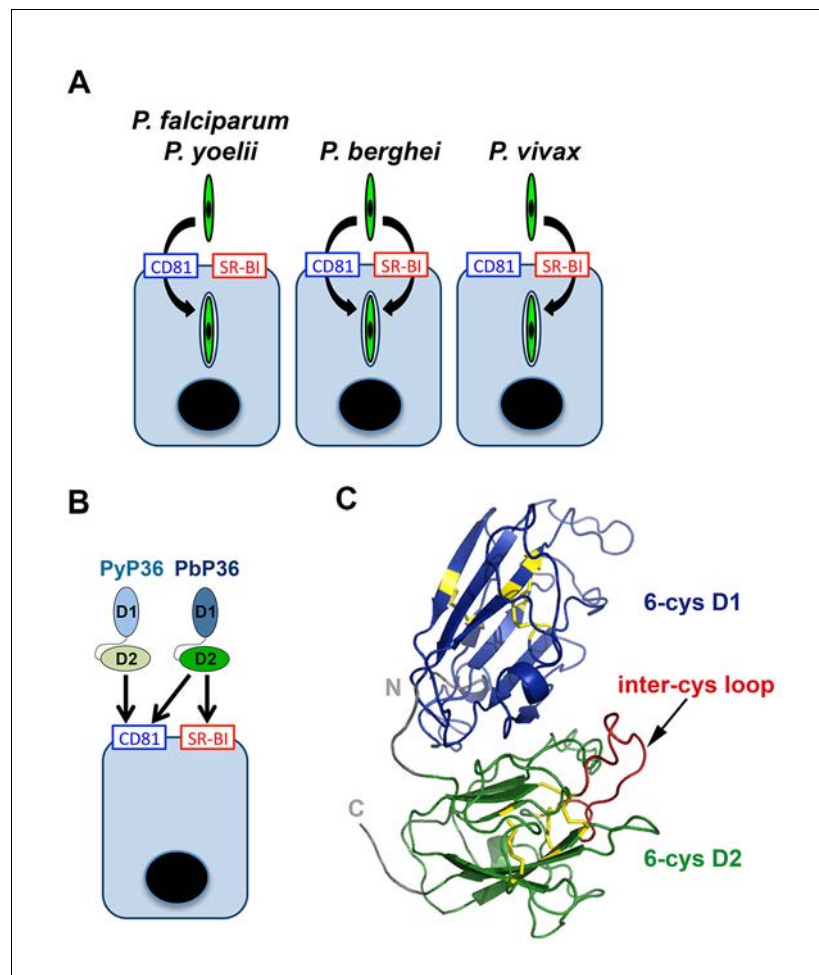 A
P. falciparum
P. yoelii
P. berghei
P. vivax
CD81
SR-BI
CD81
SR-BI
CD81
SR-BI
B
PyP36
PbP36
D1
D1
D2
D2
CD81
SR-BI
C
6-cys D1
N
inter-cys loop
C
6-cys D2